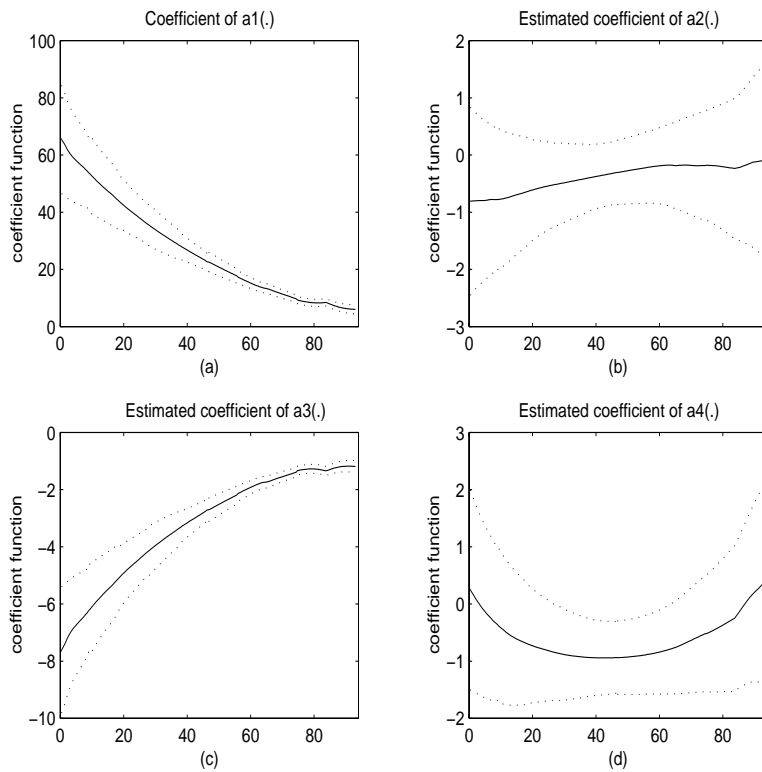 Coefficient of a1(.)
100
80
60
40
20
0
coefficient function
0 20 40 60 80
(a)
Estimated coefficient of a2(.)
2
1
0
−1
−2
−3
coefficient function
0 20 40 60 80
(b)
Estimated coefficient of a3(.)
0
−2
−4
−6
−8
−10
coefficient function
0 20 40 60 80
(c)
Estimated coefficient of a4(.)
3
2
1
0
−1
−2
coefficient function
0 20 40 60 80
(d)